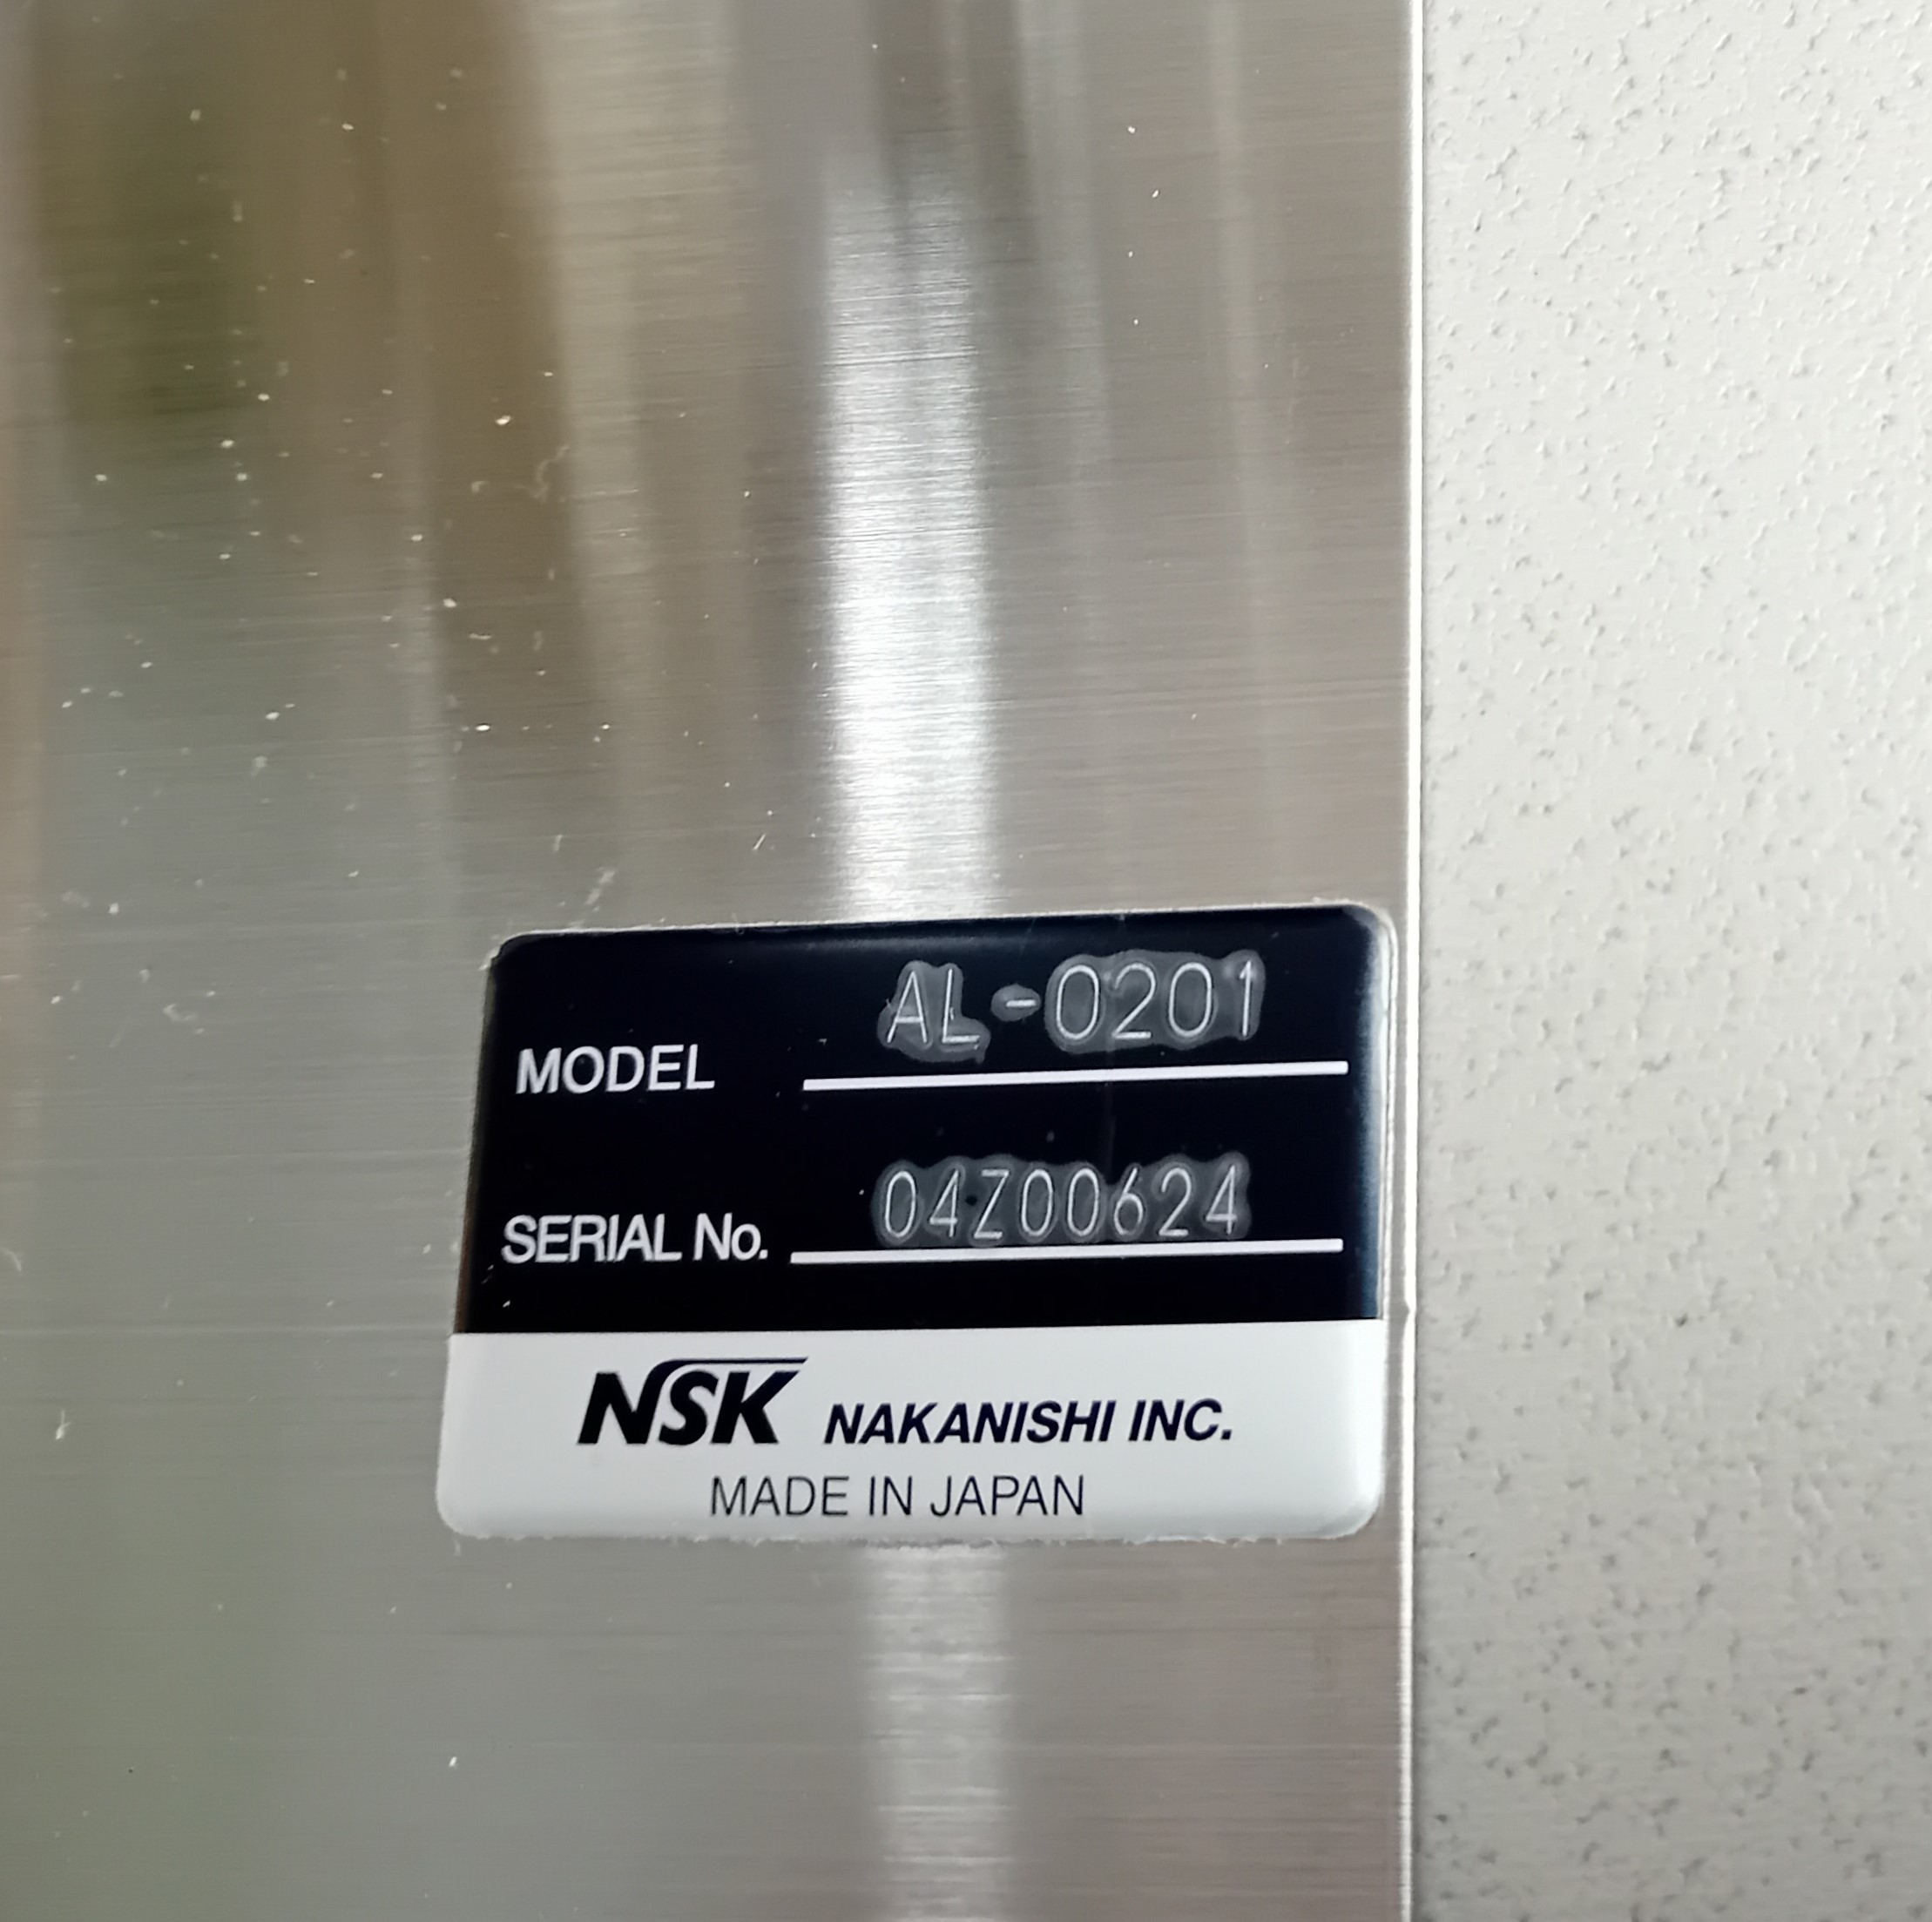 MODEL AL-0201
SERIAL No. 04Z00624
NSK NAKANISHI INC.
MADE IN JAPAN